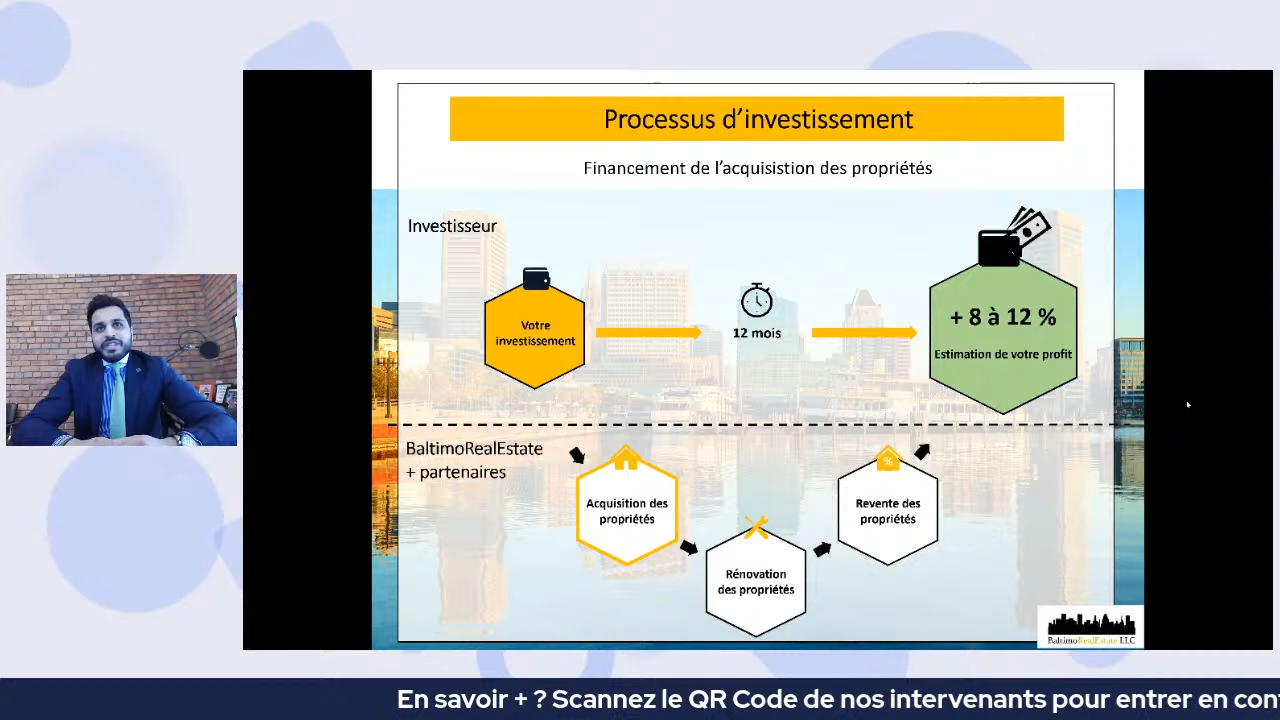 Processus d’investissement
Financement de l’acquisistion des propriétés
Investisseur
Votre
investissement
12 mois
+ 8 à 12 %
Estimation de votre profit
BaltimoRealEstate
+ partenaires
Acquisition des
propriétés
%
Revente des
propriétés
Rénovation
des propriétés
BaltimoRealEstate LLC
En savoir + ? Scannez le QR Code de nos intervenants pour entrer en con